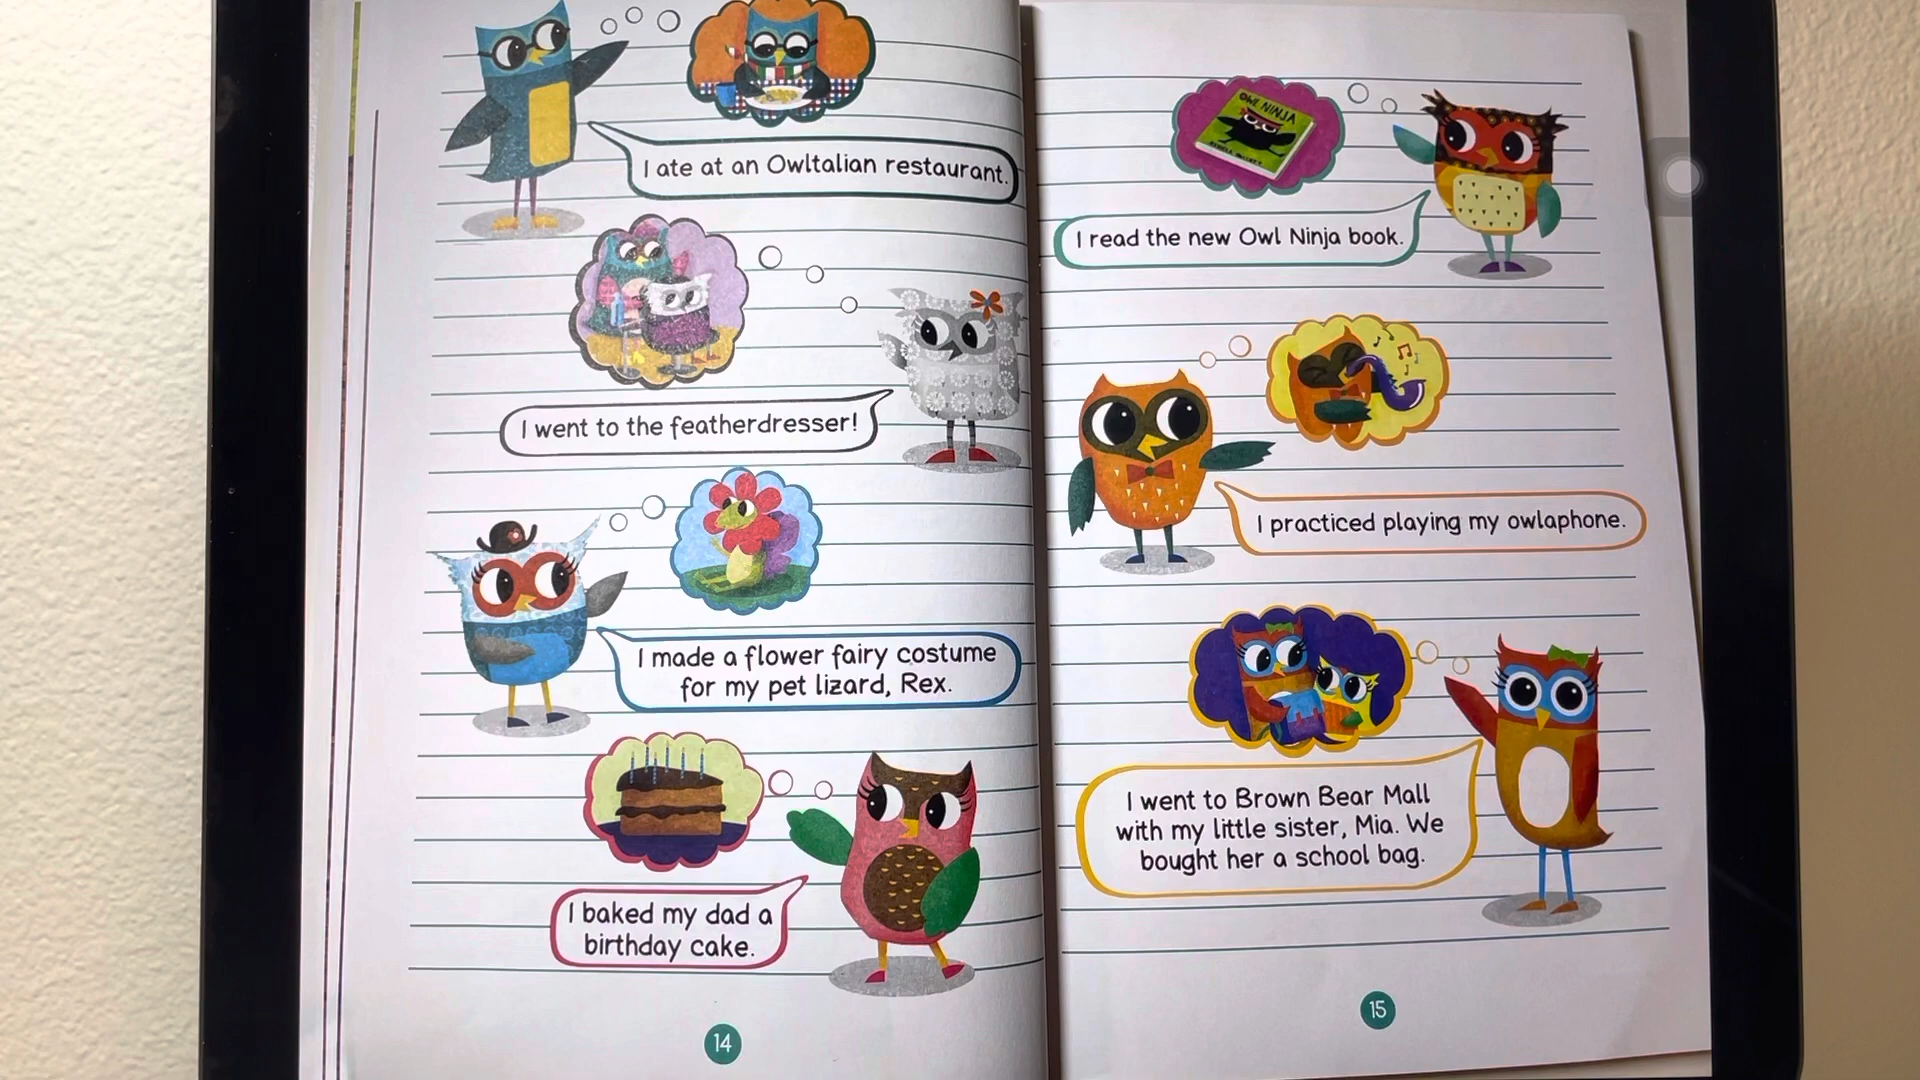 I ate at an Owltalian restaurant.
I went to the featherdresser!
I made a flower fairy costume
for my pet lizard, Rex.
I baked my dad a
birthday cake.
14
OWL NINJA
I read the new Owl Ninja book.
I practiced playing my owlaphone.
I went to Brown Bear Mall
with my little sister, Mia. We
bought her a school bag.
15